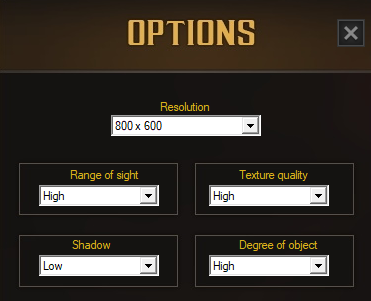 OPTIONS
Resolution
800 x 600
Range of sight
High
Texture quality
High
Shadow
Low
Degree of object
High